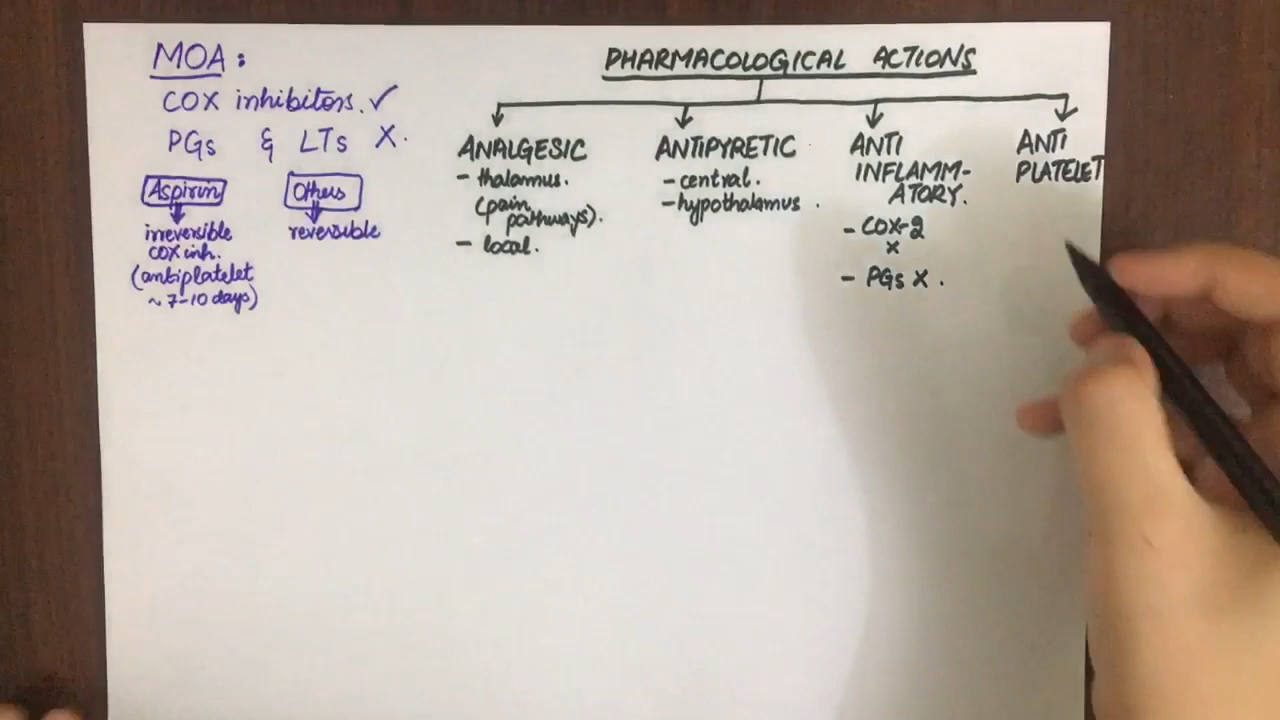 MOA:
COX inhibitors. ✓
PGs & LTs X.
Aspirin
irreversible
COX inh.
(antiplatelet
~ 7-10 days)
Others
reversible
PHARMACOLOGICAL ACTIONS
ANALGESIC
- thalamus.
(pain
pathways).
- local.
ANTIPYRETIC
- central.
- hypothalamus.
ANTI
INFLAMM-
ATORY.
- COX-2
x
- PGs X.
ANTI
PLATELET